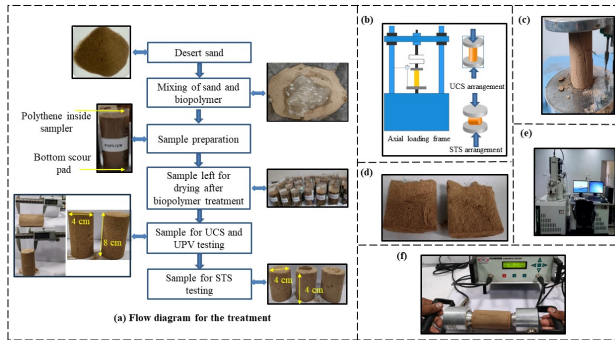 (a)
Desert sand
Mixing of sand and
biopolymer
Polythene inside
sampler
Sample preparation
Bottom scour
pad
Sample left for
drying after
biopolymer treatment
4 cm
8 cm
Sample for UCS and
UPV testing
Sample for STS
testing
4 cm
4 cm
(a) Flow diagram for the treatment
(b)
UCS arrangement
Axial loading frame
STS arrangement
(c)
(d)
(e)
(f)